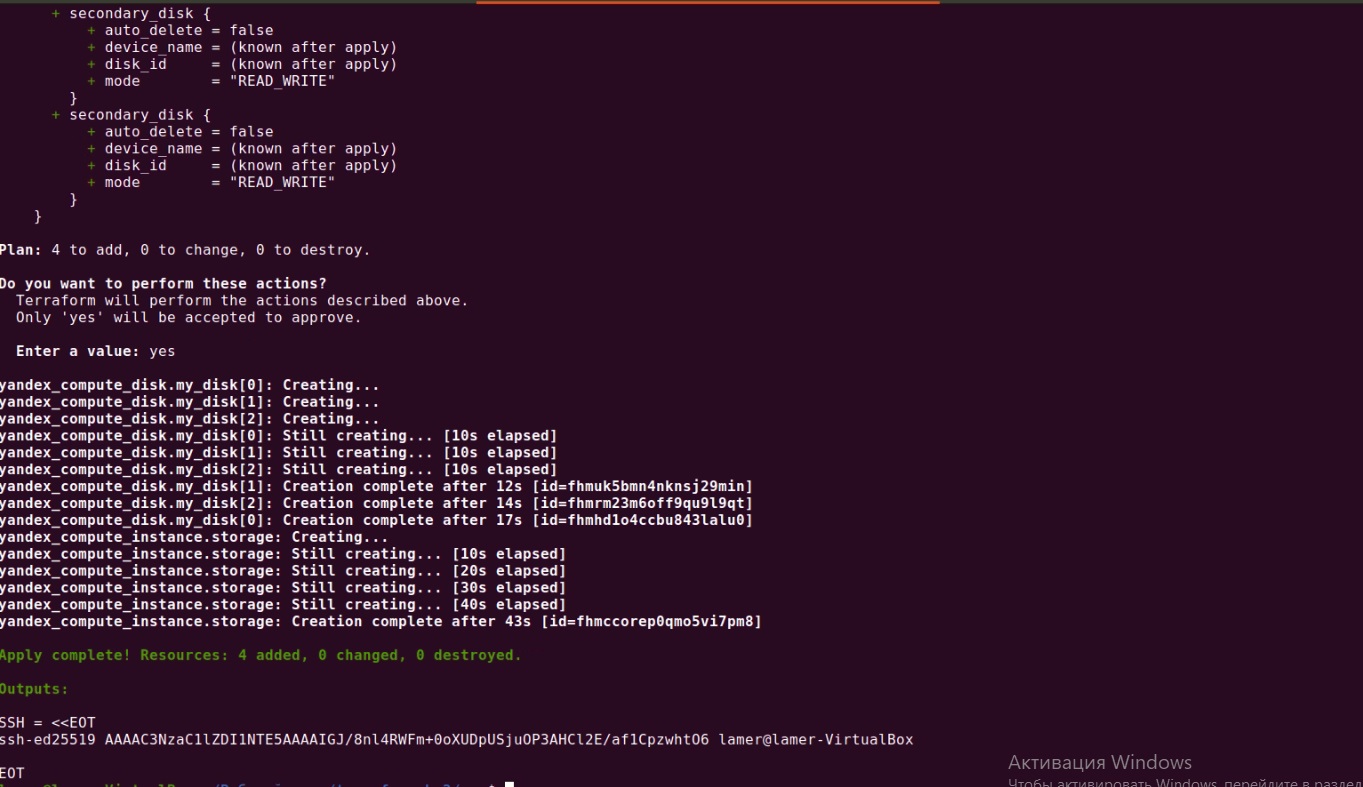 + secondary_disk {
+ auto_delete = false
+ device_name = (known after apply)
+ disk_id     = (known after apply)
+ mode        = "READ_WRITE"
}
+ secondary_disk {
+ auto_delete = false
+ device_name = (known after apply)
+ disk_id     = (known after apply)
+ mode        = "READ_WRITE"
}
}
Plan: 4 to add, 0 to change, 0 to destroy.
Do you want to perform these actions?
Terraform will perform the actions described above.
Only 'yes' will be accepted to approve.
Enter a value: yes
yandex_compute_disk.my_disk[0]: Creating...
yandex_compute_disk.my_disk[1]: Creating...
yandex_compute_disk.my_disk[2]: Creating...
yandex_compute_disk.my_disk[0]: Still creating... [10s elapsed]
yandex_compute_disk.my_disk[1]: Still creating... [10s elapsed]
yandex_compute_disk.my_disk[2]: Still creating... [10s elapsed]
yandex_compute_disk.my_disk[1]: Creation complete after 12s [id=fhmuk5bmn4nknsj29min]
yandex_compute_disk.my_disk[2]: Creation complete after 14s [id=fhmrm23m6off9qu9l9qt]
yandex_compute_disk.my_disk[0]: Creation complete after 17s [id=fhmhd1o4ccbu843lalu0]
yandex_compute_instance.storage: Creating...
yandex_compute_instance.storage: Still creating... [10s elapsed]
yandex_compute_instance.storage: Still creating... [20s elapsed]
yandex_compute_instance.storage: Still creating... [30s elapsed]
yandex_compute_instance.storage: Still creating... [40s elapsed]
yandex_compute_instance.storage: Creation complete after 43s [id=fhmccorep0qmo5vi7pm8]
Apply complete! Resources: 4 added, 0 changed, 0 destroyed.
Outputs:
SSH = <<EOT
ssh-ed25519 AAAAC3NzaC1lZDI1NTE5AAAAIGJ/8nl4RWFm+0oXUDpUSjuOP3AHCl2E/af1CpzwhtO6 lamer@lamer-VirtualBox
Активация Windows
Чтобы активировать Windows, перейдите в раздел
EOT